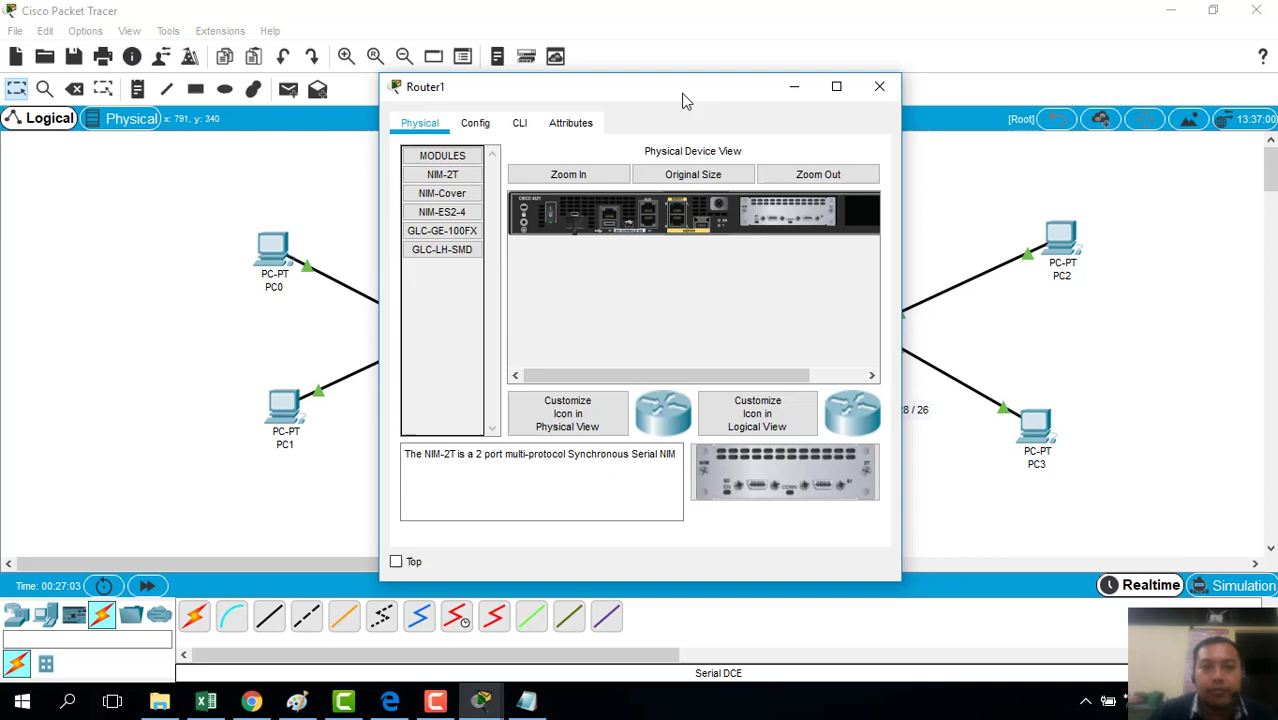 Cisco Packet Tracer
File Edit Options View Tools Extensions Help
Logical Physical x: 791, y: 340 [Root] 13:37:00
Router1
Physical Config CLI Attributes
MODULES
NIM-2T
NIM-Cover
NIM-ES2-4
GLC-GE-100FX
GLC-LH-SMD
Physical Device View
Zoom In Original Size Zoom Out
Customize
Icon in
Physical View
Customize
Icon in
Logical View
The NIM-2T is a 2 port multi-protocol Synchronous Serial NIM
Top
PC-PT
PC0
PC-PT
PC1
PC-PT
PC2
PC-PT
PC3
28 / 26
Time: 00:27:03
Realtime Simulation
Serial DCE